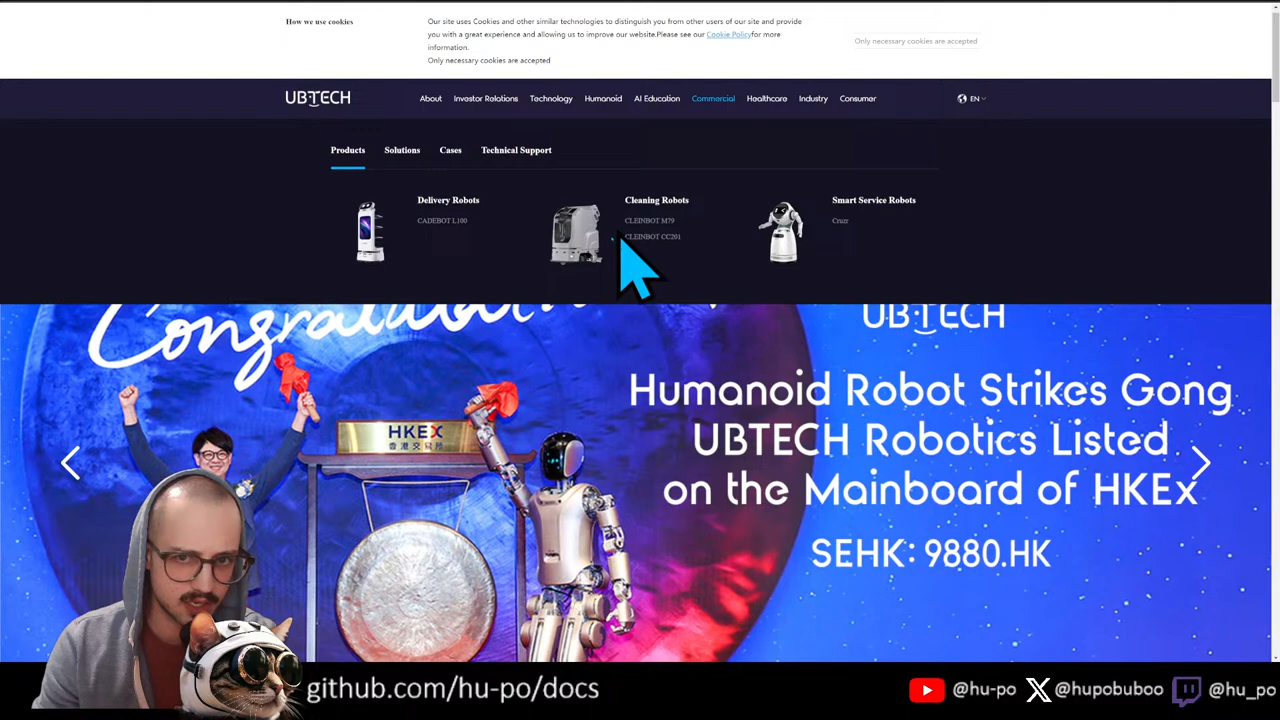 How we use cookies
Our site uses Cookies and other similar technologies to distinguish you from other users of our site and provide
you with a great experience and allowing us to improve our website.Please see our Cookie Policyfor more
information.
Only necessary cookies are accepted
Only necessary cookies are accepted
UBTECH
About Investor Relations Technology Humanoid AI Education Commercial Healthcare Industry Consumer
EN
Products Solutions Cases Technical Support
Delivery Robots
CADEBOT L100
Cleaning Robots
CLEINBOT M79
CLEINBOT CC201
Smart Service Robots
Cruzr
UBTECH
Humanoid Robot Strikes Gong
UBTECH Robotics Listed
on the Mainboard of HKEx
SEHK: 9880.HK
HKEX
香港交易所
github.com/hu-po/docs
@hu-po
@hupobuboo
@hu_po